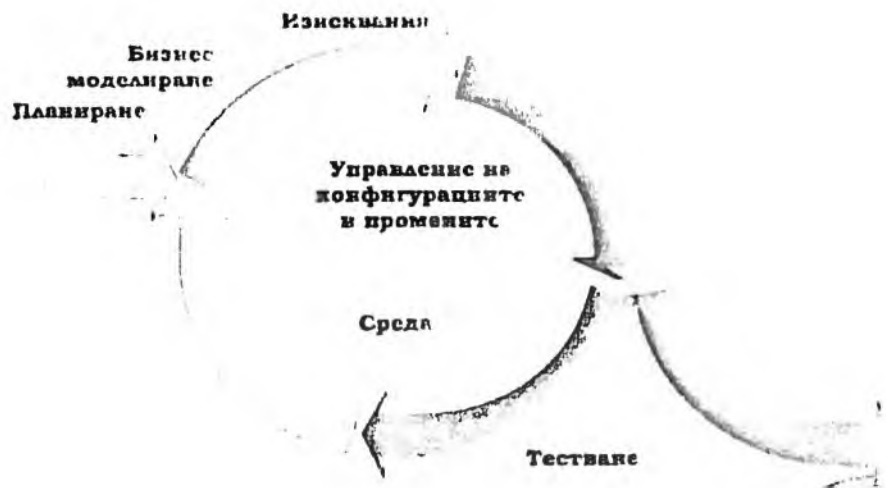 Изисквания
Бизнес
моделиране
Планиране
Управление на
конфигурациите
и промените
Среда
Тестване